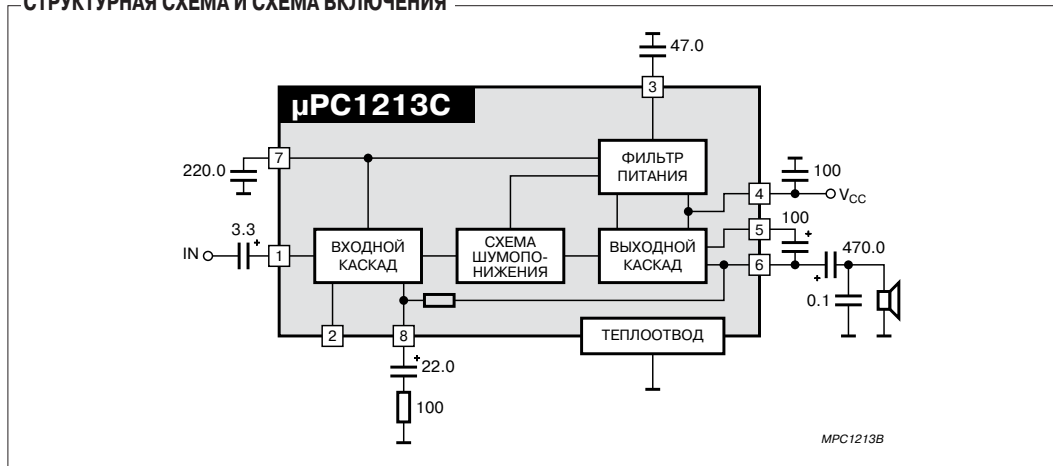 СТРУКТУРНАЯ СХЕМА И СХЕМА ВКЛЮЧЕНИЯ
47.0
3
µPC1213C
7
220.0
ФИЛЬТР
ПИТАНИЯ
100
4
VCC
100
5
3.3
+
IN
1
ВХОДНОЙ
КАСКАД
СХЕМА
ШУМОПО-
НИЖЕНИЯ
ВЫХОДНОЙ
КАСКАД
+
6
470.0
+
0.1
2
8
ТЕПЛООТВОД
+
22.0
100
MPC1213B